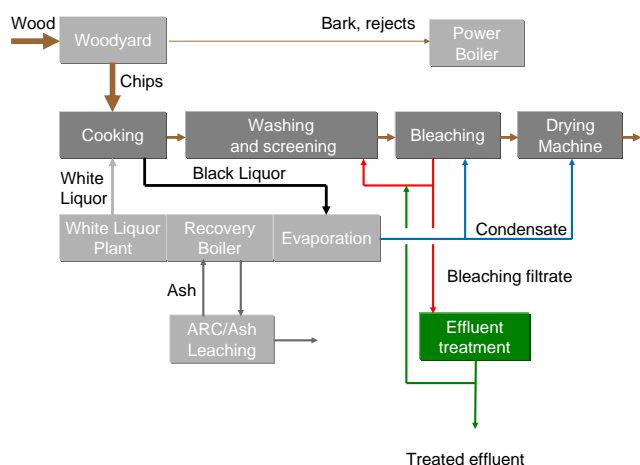 Wood
Woodyard
Bark, rejects
Power
Boiler
Chips
Cooking
Washing
and screening
Bleaching
Drying
Machine
White
Liquor
Black Liquor
White Liquor
Plant
Recovery
Boiler
Evaporation
Condensate
Ash
Bleaching filtrate
ARC/Ash
Leaching
Effluent
treatment
Treated effluent